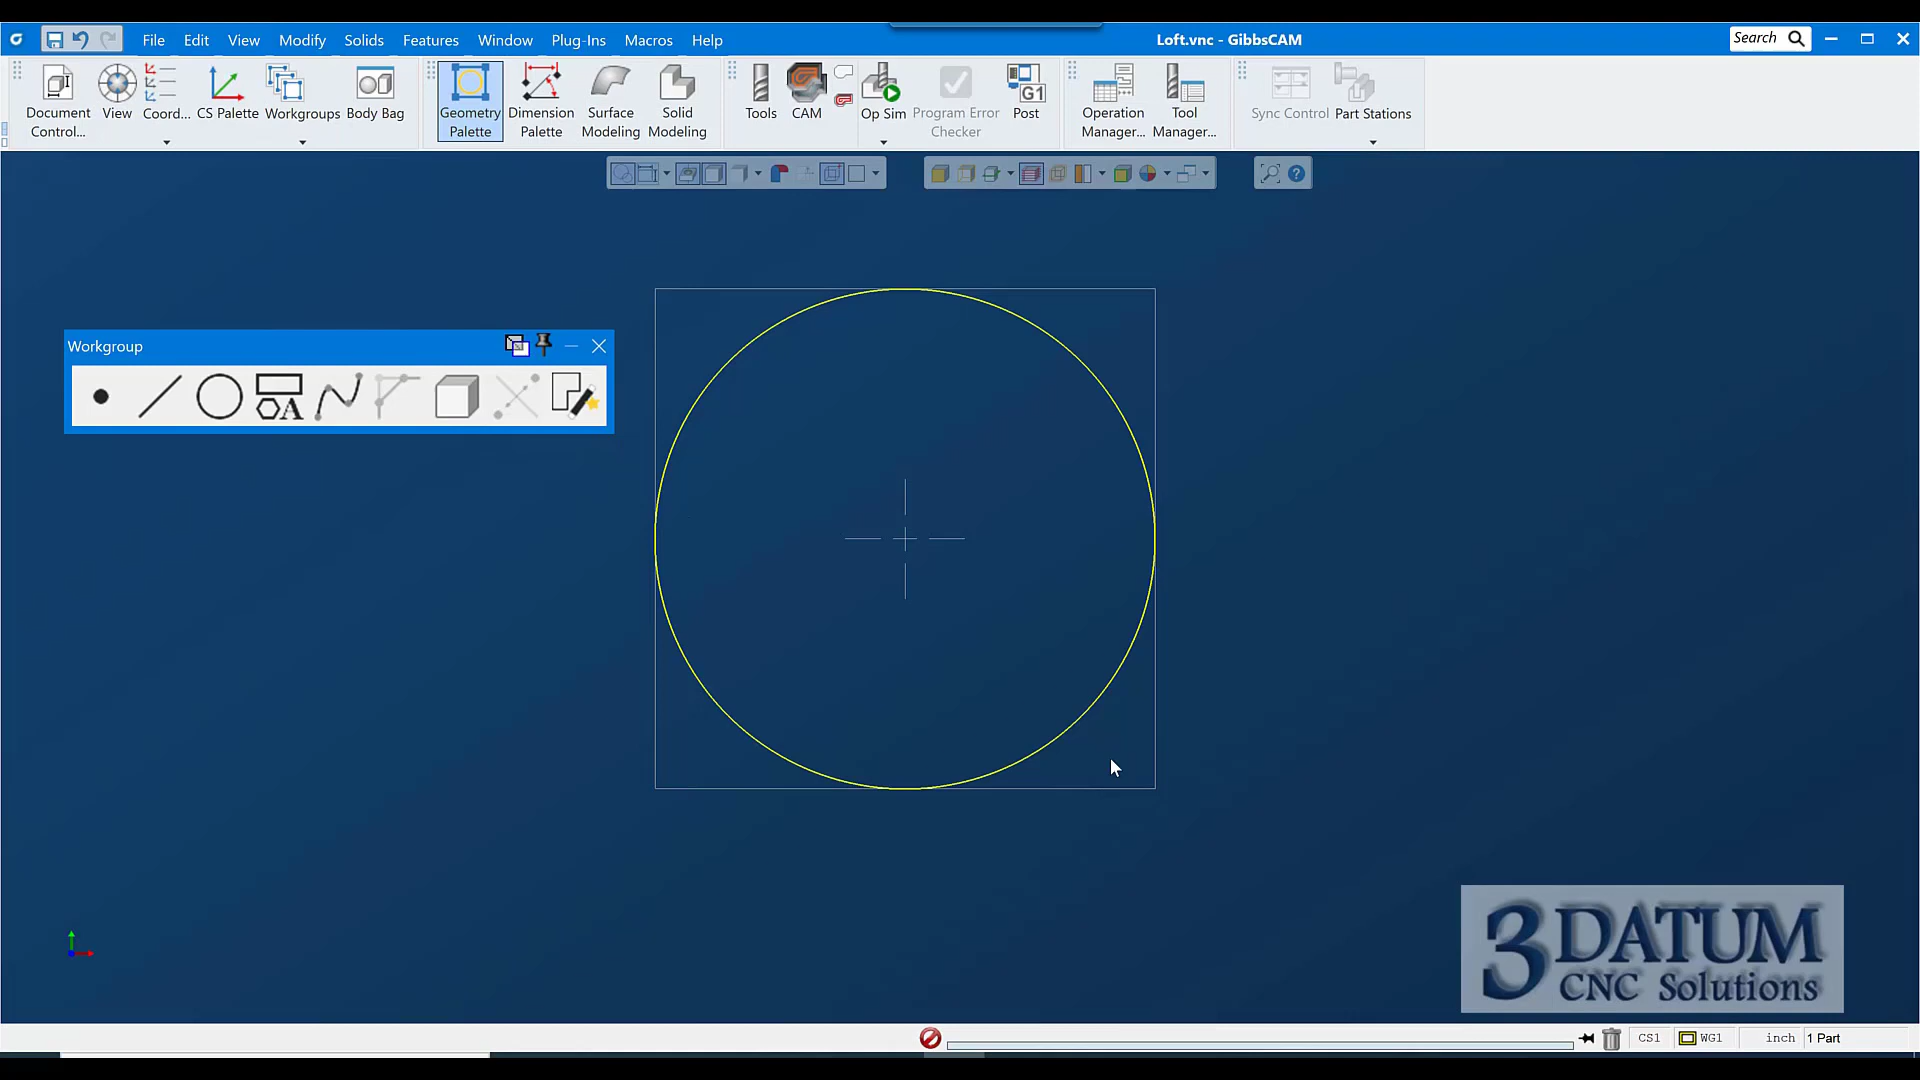 File Edit View Modify Solids Features Window Plug-Ins Macros Help
Loft.vnc - GibbsCAM
Search
Document Control...
View
Coord...
CS Palette
Workgroups
Body Bag
Geometry Palette
Dimension Palette
Surface Modeling
Solid Modeling
Tools
CAM
Op Sim
Program Error Checker
G1
Post
Operation Manager...
Tool Manager...
Sync Control
Part Stations
Workgroup
A
3 DATUM
CNC Solutions
CS1 WG1 inch 1 Part